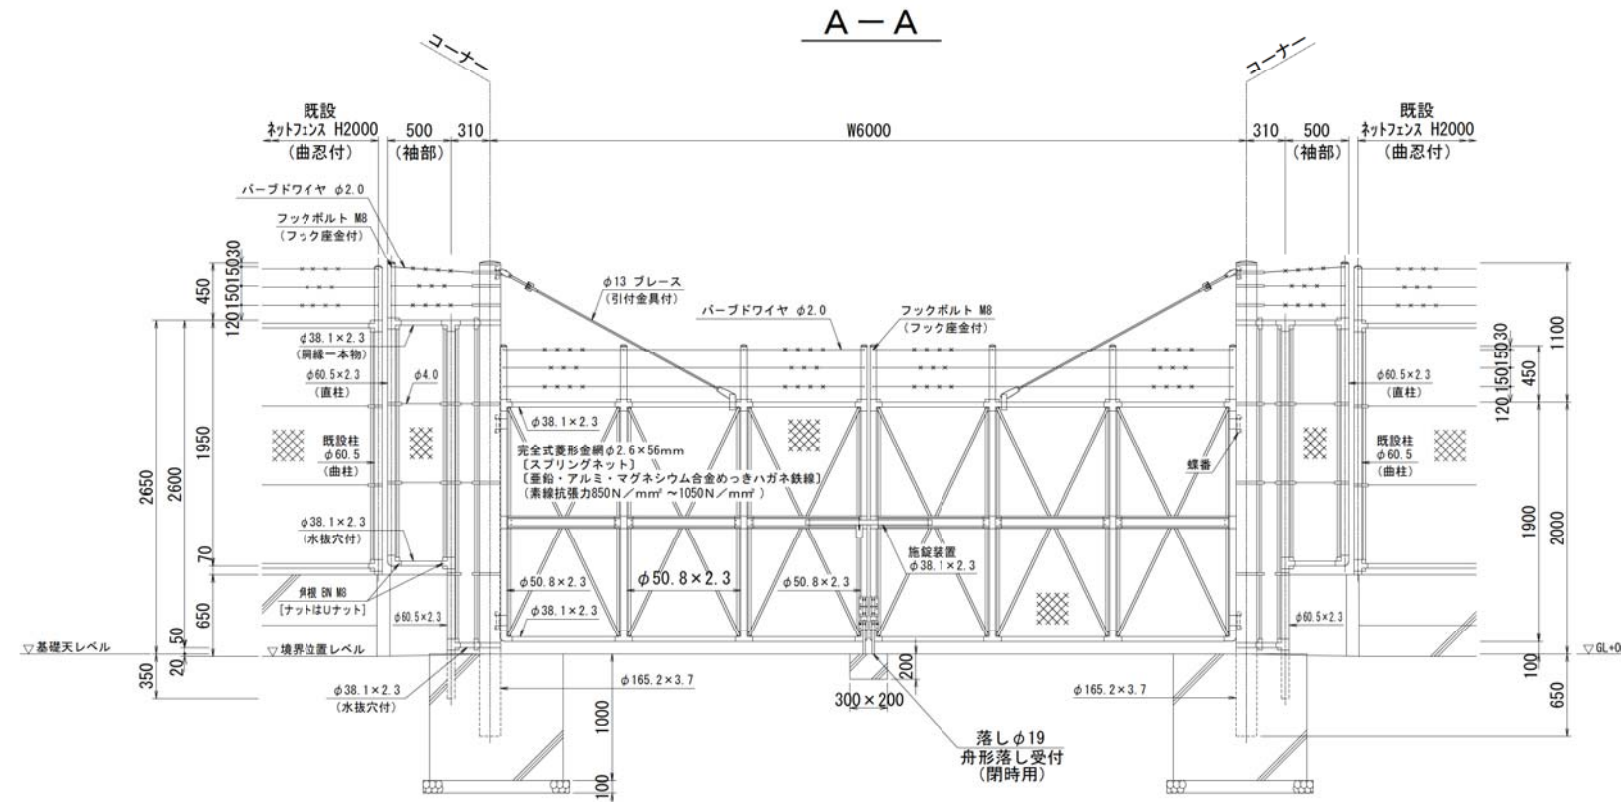 A－A
コーナー
コーナー
既設
ネットフェンス H2000
(曲忍付)
500
(袖部)
310
W6000
310
500
(袖部)
既設
ネットフェンス H2000
(曲忍付)
バーブドワイヤ φ2.0
フックボルト M8
(フック座金付)
φ13 ブレース
(引付金具付)
バーブドワイヤ φ2.0
フックボルト M8
(フック座金付)
450
120
150
150
30
φ38.1×2.3
(胴縁一本物)
φ60.5×2.3
(直柱)
φ4.0
既設柱
φ60.5
(曲柱)
φ38.1×2.3
完全式菱形金網φ2.6×56mm
〔スプリングネット〕
〔亜鉛・アルミ・マグネシウム合金めっきハガネ鉄線〕
(素線抗張力850N／mm²～1050N／mm²)
蝶番
30
150
150
120
450
1100
φ60.5×2.3
(直柱)
既設柱
φ60.5
(曲柱)
2650
2600
1950
70
650
50
20
350
1900
2000
100
650
φ38.1×2.3
(水抜穴付)
BN M8
[ナットはUナット]
φ60.5×2.3
φ50.8×2.3
φ50.8×2.3
φ50.8×2.3
φ38.1×2.3
施錠装置
φ38.1×2.3
φ60.5×2.3
▽基礎天レベル
▽境界位置レベル
▽GL+0
φ38.1×2.3
(水抜穴付)
φ165.2×3.7
1000
100
200
300×200
φ165.2×3.7
落しφ19
舟形落し受付
(閉時用)